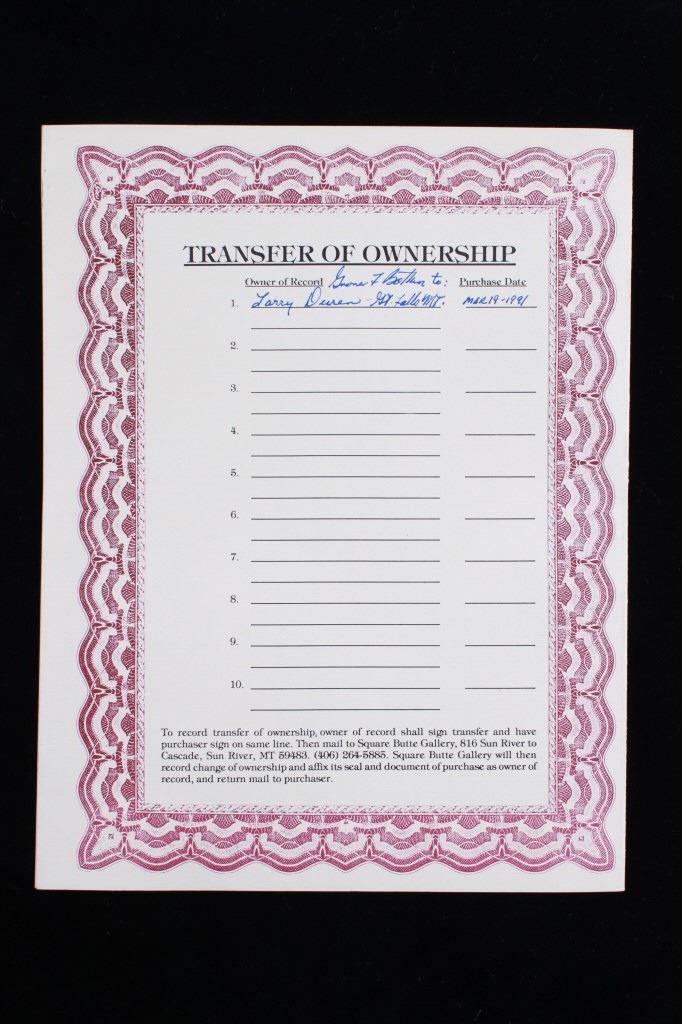 TRANSFER OF OWNERSHIP
Owner of Record to: Purchase Date
1. Larry Duren Gt Falls MT. MAR 19-1991
2.
3.
4.
5.
6.
7.
8.
9.
10.
To record transfer of ownership, owner of record shall sign transfer and have
purchaser sign on same line. Then mail to Square Butte Gallery, 816 Sun River to
Cascade, Sun River, MT 59483. (406) 264-5885. Square Butte Gallery will then
record change of ownership and affix its seal and document of purchase as owner of
record, and return mail to purchaser.